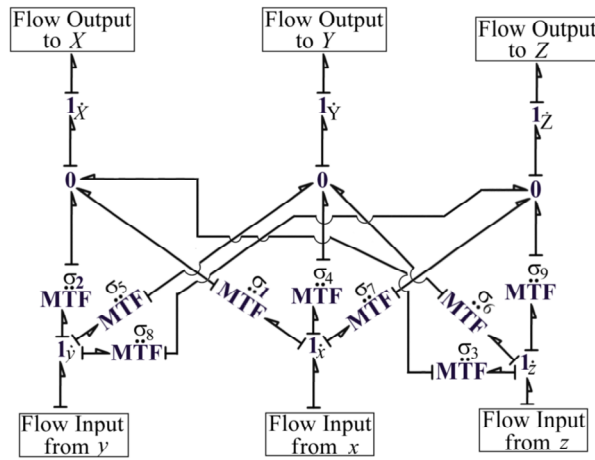 Flow Output
to X
Flow Output
to Y
Flow Output
to Z
1Ẋ
1Ẏ
1Ż
0
0
0
σ2
MTF
σ5
MTF
σ8
MTF
σ1
MTF
σ4
MTF
σ7
MTF
σ6
MTF
σ3
MTF
σ9
MTF
1ẏ
1ẋ
1ż
Flow Input
from y
Flow Input
from x
Flow Input
from z